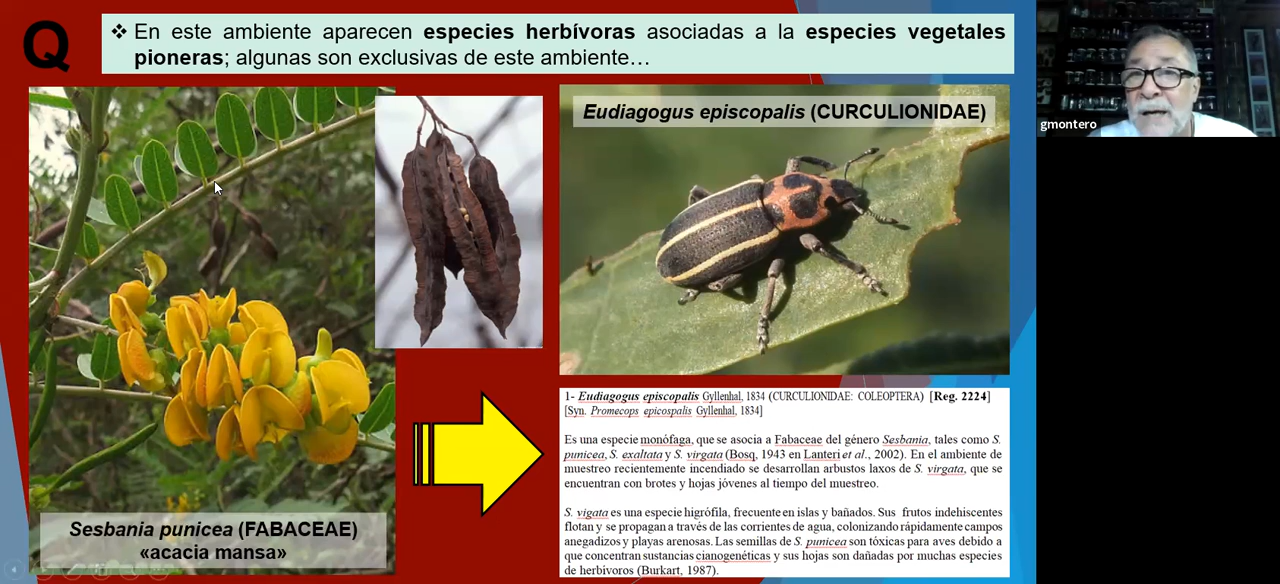 Q
❖ En este ambiente aparecen especies herbívoras asociadas a la especies vegetales
pioneras; algunas son exclusivas de este ambiente…
gmontero
Eudiagogus episcopalis (CURCULIONIDAE)
Sesbania punicea (FABACEAE)
«acacia mansa»
1- Eudiagogus episcopalis Gyllenhal, 1834 (CURCULIONIDAE: COLEOPTERA) [Reg. 2224]
[Syn. Promecops epicospalis Gyllenhal, 1834]
Es una especie monófaga, que se asocia a Fabaceae del género Sesbania, tales como S.
punicea, S. exaltata y S. virgata (Bosq, 1943 en Lanteri et al., 2002). En el ambiente de
muestreo recientemente incendiado se desarrollan arbustos laxos de S. virgata, que se
encuentran con brotes y hojas jóvenes al tiempo del muestreo.
S. vigata es una especie higrófila, frecuente en islas y bañados. Sus frutos indehiscentes
flotan y se propagan a través de las corrientes de agua, colonizando rápidamente campos
anegadizos y playas arenosas. Las semillas de S. punicea son tóxicas para aves debido a
que concentran sustancias cianogenéticas y sus hojas son dañadas por muchas especies
de herbívoros (Burkart, 1987).